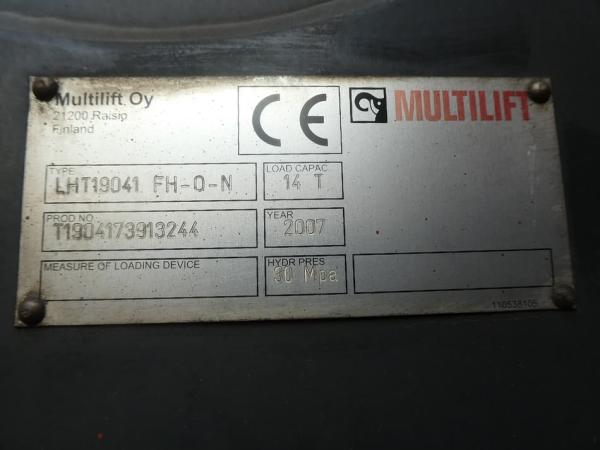 Multilift Oy
21200 Raisio
Finland
CE
MULTILIFT
TYPE
LHT19041 FH-O-N
LOAD CAPAC
14 T
PROD NO
T1904173913244
YEAR
2007
MEASURE OF LOADING DEVICE
HYDR PRES
30 Mpa
110538105